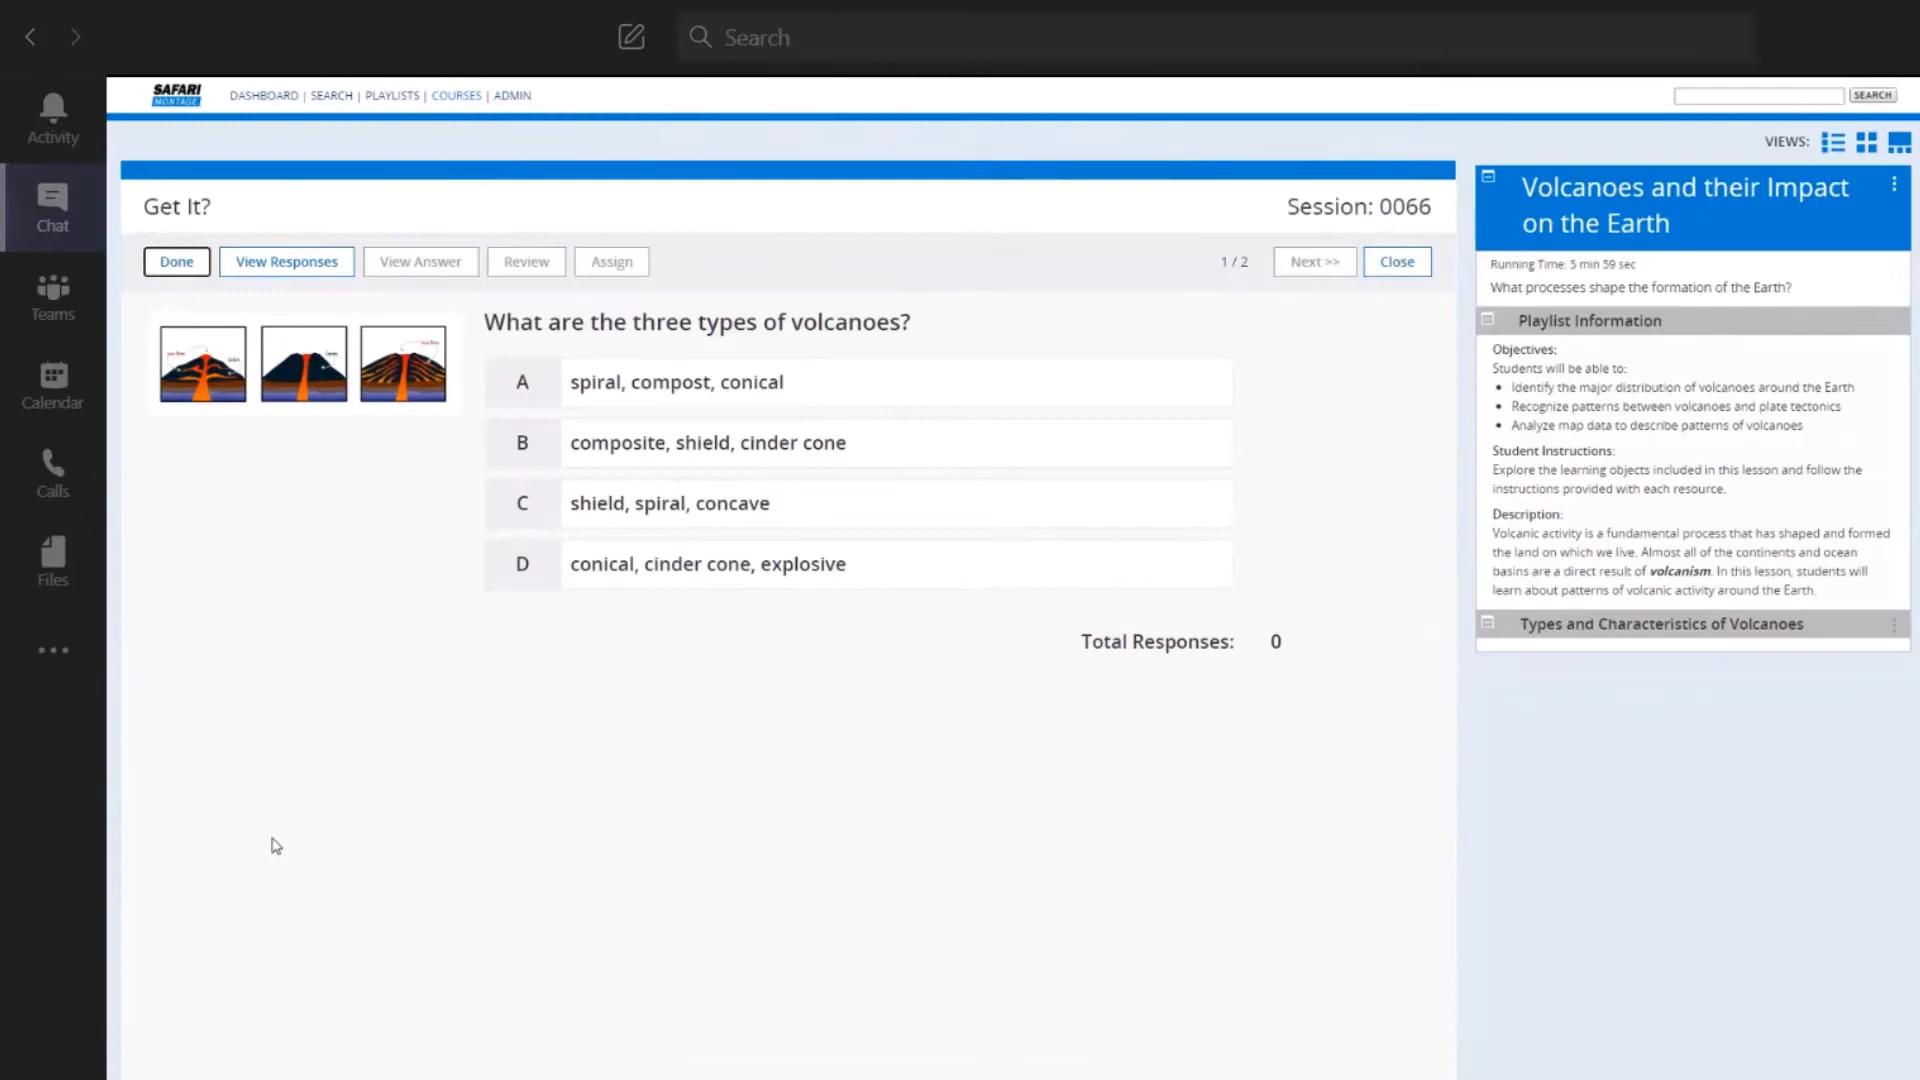 Search
Activity
Chat
Teams
Calendar
Calls
Files
SAFARI
MONTAGE
DASHBOARD | SEARCH | PLAYLISTS | COURSES | ADMIN
SEARCH
VIEWS:
Get It?
Session: 0066
Done
View Responses
View Answer
Review
Assign
1 / 2
Next >>
Close
What are the three types of volcanoes?
A spiral, compost, conical
B composite, shield, cinder cone
C shield, spiral, concave
D conical, cinder cone, explosive
Total Responses: 0
Volcanoes and their Impact
on the Earth
Running Time: 5 min 59 sec
What processes shape the formation of the Earth?
Playlist Information
Objectives:
Students will be able to:
• Identify the major distribution of volcanoes around the Earth
• Recognize patterns between volcanoes and plate tectonics
• Analyze map data to describe patterns of volcanoes
Student Instructions:
Explore the learning objects included in this lesson and follow the
instructions provided with each resource.
Description:
Volcanic activity is a fundamental process that has shaped and formed
the land on which we live. Almost all of the continents and ocean
basins are a direct result of volcanism. In this lesson, students will
learn about patterns of volcanic activity around the Earth.
Types and Characteristics of Volcanoes